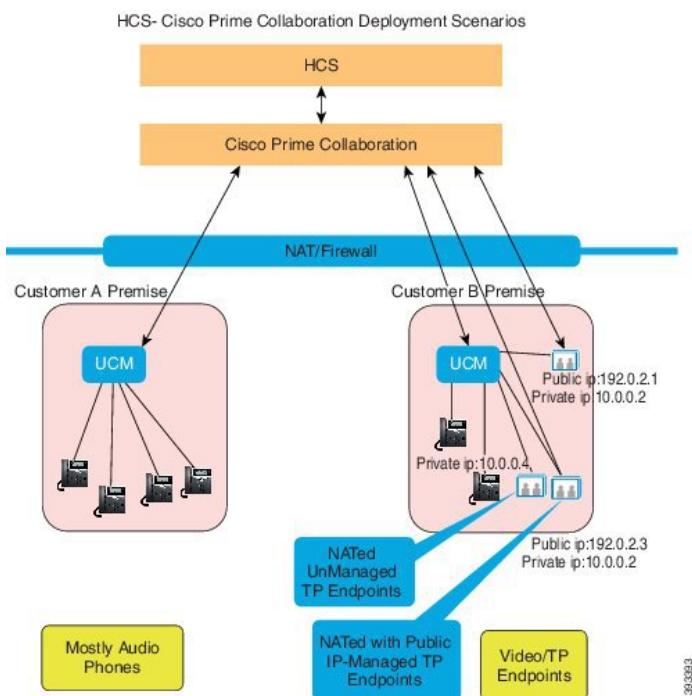 HCS- Cisco Prime Collaboration Deployment Scenarios
HCS
Cisco Prime Collaboration
NAT/Firewall
Customer A Premise
Customer B Premise
UCM
UCM
Public ip:192.0.2.1
Private ip:10.0.0.2
Private ip:10.0.0.4
Public ip:192.0.2.3
Private ip:10.0.0.2
NATed
UnManaged
TP Endpoints
NATed with Public
IP-Managed TP
Endpoints
Mostly Audio
Phones
Video/TP
Endpoints
393393